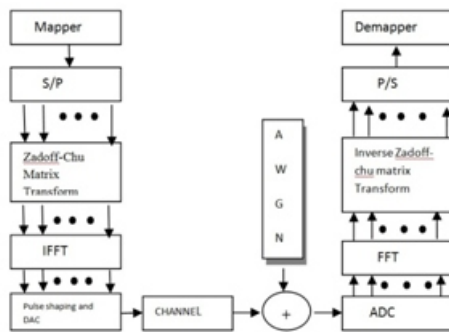 Mapper
S/P
Zadoff-Chu
Matrix
Transform
IFFT
Pulse shaping and
DAC
CHANNEL
A
W
G
N
+
Demapper
P/S
Inverse Zadoff-
chu matrix
Transform
FFT
ADC